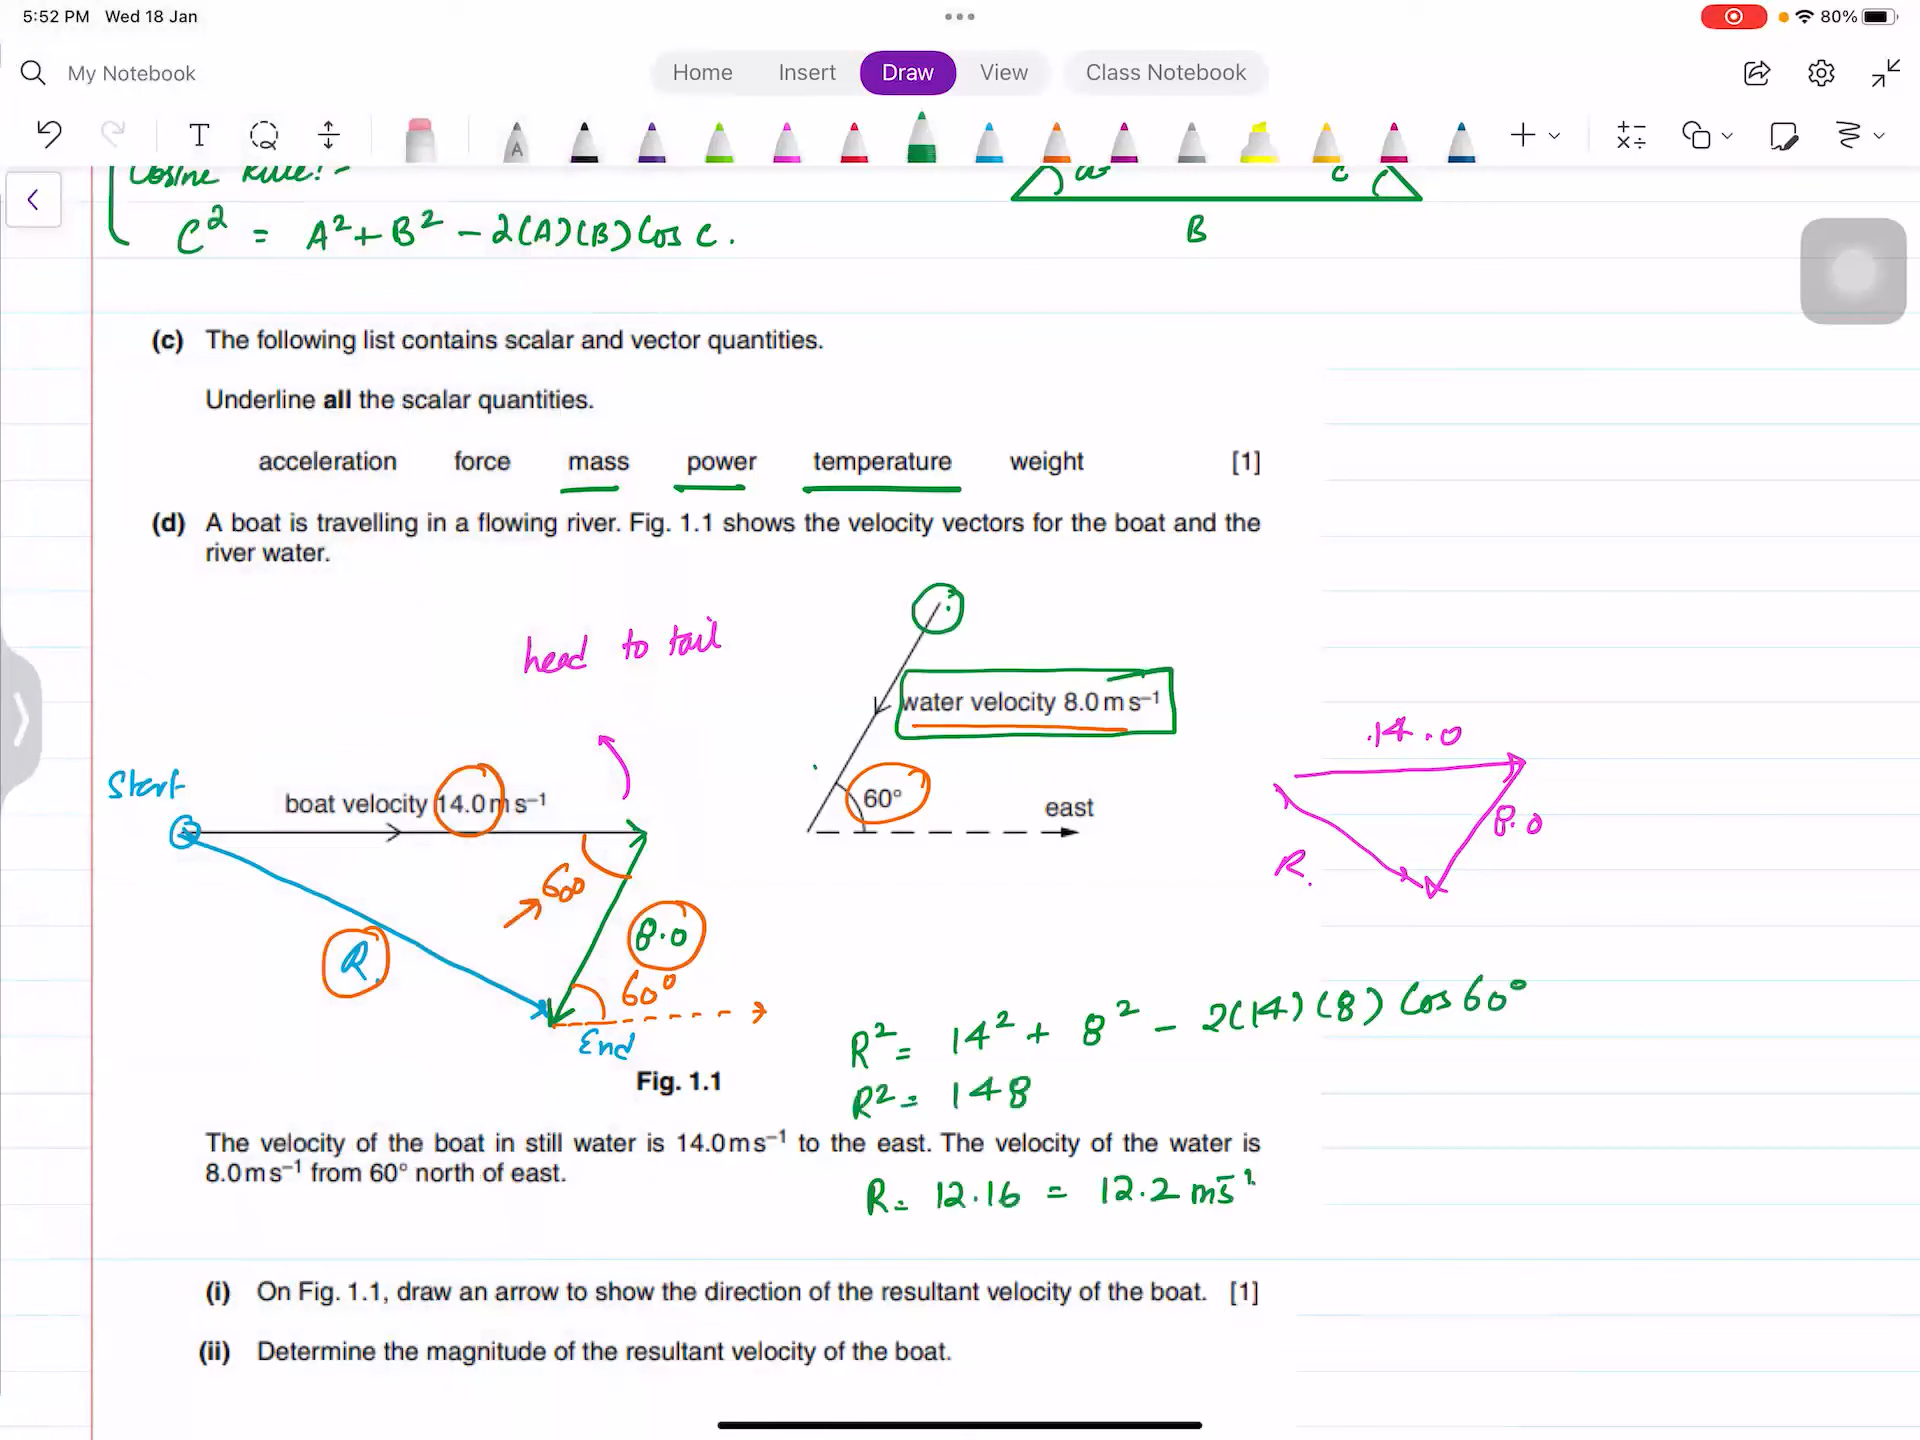 5:52 PM Wed 18 Jan
80%
My Notebook
Home Insert Draw View Class Notebook
T
A
Cosine Rule:-
C² = A² + B² - 2(A)(B) Cos C.
a
c
B
(c) The following list contains scalar and vector quantities.
Underline all the scalar quantities.
acceleration force mass power temperature weight [1]
(d) A boat is travelling in a flowing river. Fig. 1.1 shows the velocity vectors for the boat and the
river water.
head to tail
water velocity 8.0 m s⁻¹
14.0
Start
boat velocity 14.0 m s⁻¹
60°
east
8.0
R.
60°
8.0
R.
60°
End
R² = 14² + 8² - 2(14)(8) Cos 60°
Fig. 1.1
R² = 148
The velocity of the boat in still water is 14.0 m s⁻¹ to the east. The velocity of the water is
8.0 m s⁻¹ from 60° north of east.
R = 12.16 = 12.2 ms⁻¹.
(i) On Fig. 1.1, draw an arrow to show the direction of the resultant velocity of the boat. [1]
(ii) Determine the magnitude of the resultant velocity of the boat.